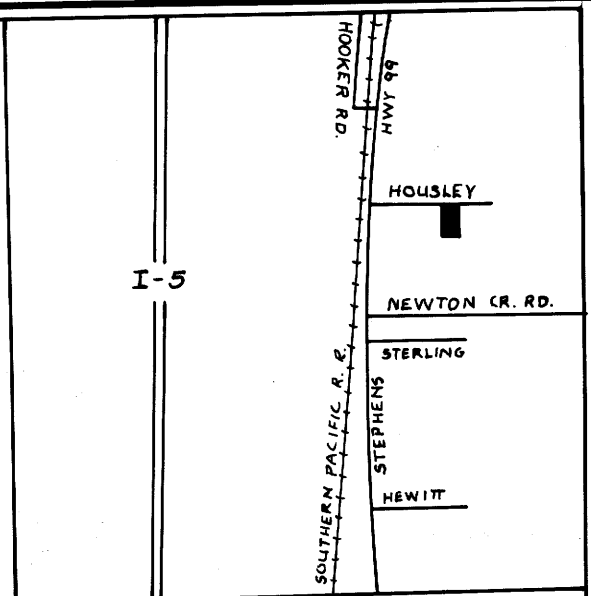 HOOKER RD.
HWY 99
HOUSLEY
I-5
NEWTON CR. RD.
STERLING
SOUTHERN PACIFIC R. R.
STEPHENS
HEWITT